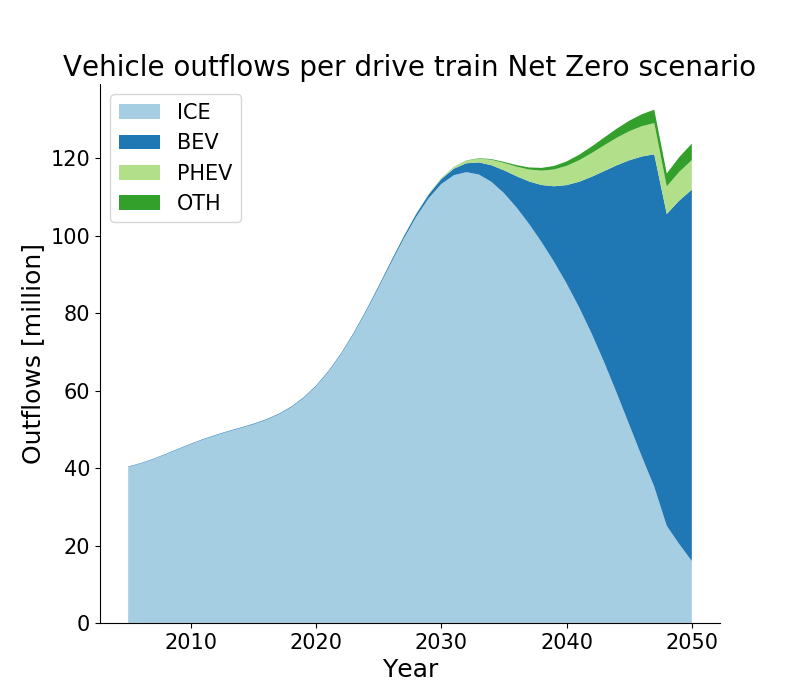 Vehicle outflows per drive train Net Zero scenario
ICE
BEV
PHEV
OTH
Outflows [million]
120
100
80
60
40
20
0
2010 2020 2030 2040 2050
Year